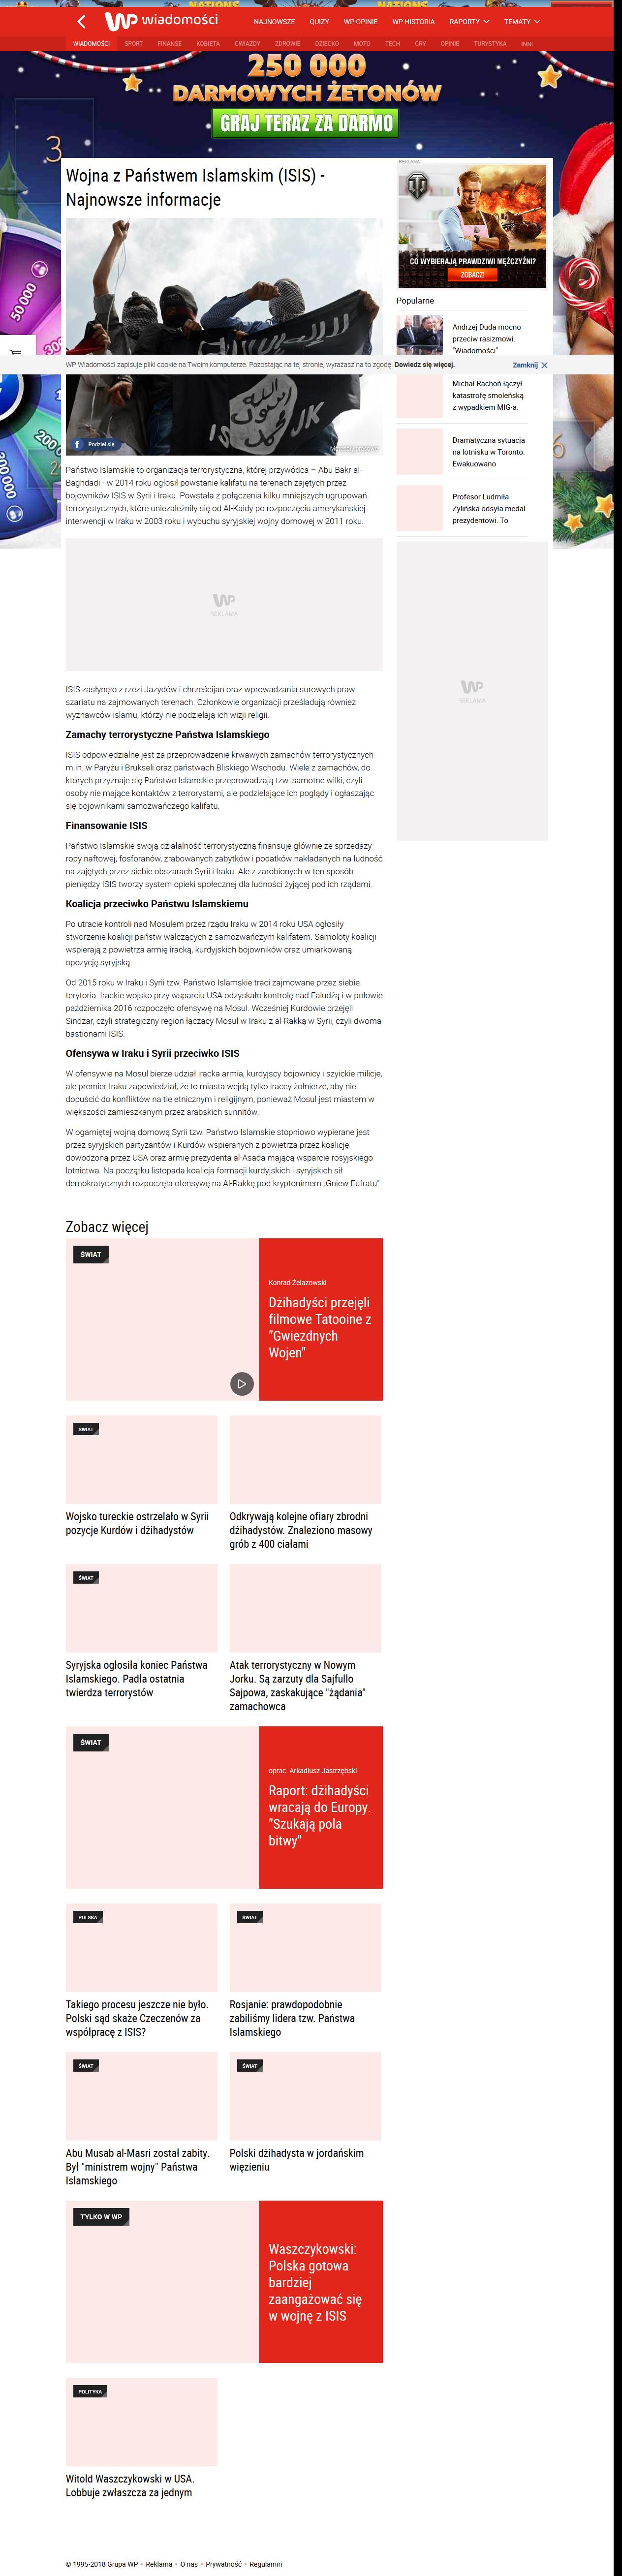 NATIONS
NATIONS
WP wiadomości
NAJNOWSZE QUIZY WP OPINIE WP HISTORIA RAPORTY TEMATY
WIADOMOŚCI SPORT FINANSE KOBIETA GWIAZDY ZDROWIE DZIECKO MOTO TECH GRY OPINIE TURYSTYKA INNE
250 000
DARMOWYCH ŻETONÓW
GRAJ TERAZ ZA DARMO
Wojna z Państwem Islamskim (ISIS) -
Najnowsze informacje
WP Wiadomości zapisuje pliki cookie na Twoim komputerze. Pozostając na tej stronie, wyrażasz na to zgodę. Dowiedz się więcej. Zamknij
Podziel się
Państwo Islamskie to organizacja terrorystyczna, której przywódca – Abu Bakr al-
Baghdadi - w 2014 roku ogłosił powstanie kalifatu na terenach zajętych przez
bojowników ISIS w Syrii i Iraku. Powstała z połączenia kilku mniejszych ugrupowań
terrorystycznych, które uniezależniły się od Al-Kaidy po rozpoczęciu amerykańskiej
interwencji w Iraku w 2003 roku i wybuchu syryjskiej wojny domowej w 2011 roku.
WP
REKLAMA
ISIS zasłynęło z rzezi Jazydów i chrześcijan oraz wprowadzania surowych praw
szariatu na zajmowanych terenach. Członkowie organizacji prześladują również
wyznawców islamu, którzy nie podzielają ich wizji religii.
Zamachy terrorystyczne Państwa Islamskiego
ISIS odpowiedzialne jest za przeprowadzenie krwawych zamachów terrorystycznych
m.in. w Paryżu i Brukseli oraz państwach Bliskiego Wschodu. Wiele z zamachów, do
których przyznaje się Państwo Islamskie przeprowadzają tzw. samotne wilki, czyli
osoby nie mające kontaktów z terrorystami, ale podzielające ich poglądy i ogłaszając
się bojownikami samozwańczego kalifatu.
Finansowanie ISIS
Państwo Islamskie swoją działalność terrorystyczną finansuje głównie ze sprzedaży
ropy naftowej, fosforanów, zrabowanych zabytków i podatków nakładanych na ludność
na zajętych przez siebie obszarach Syrii i Iraku. Ale z zarobionych w ten sposób
pieniędzy ISIS tworzy system opieki społecznej dla ludności żyjącej pod ich rządami.
Koalicja przeciwko Państwu Islamskiemu
Po utracie kontroli nad Mosulem przez rządu Iraku w 2014 roku USA ogłosiły
stworzenie koalicji państw walczących z samozwańczym kalifatem. Samoloty koalicji
wspierają z powietrza armię iracką, kurdyjskich bojowników oraz umiarkowaną
opozycję syryjską.
Od 2015 roku w Iraku i Syrii tzw. Państwo Islamskie traci zajmowane przez siebie
terytoria. Irackie wojsko przy wsparciu USA odzyskało kontrolę nad Faludżą i w połowie
października 2016 rozpoczęło ofensywę na Mosul. Wcześniej Kurdowie przejęli
Sindżar, czyli strategiczny region łączący Mosul w Iraku z al-Rakką w Syrii, czyli dwoma
bastionami ISIS.
Ofensywa w Iraku i Syrii przeciwko ISIS
W ofensywie na Mosul bierze udział iracka armia, kurdyjscy bojownicy i szyickie milicje,
ale premier Iraku zapowiedział, że to miasta wejdą tylko iraccy żołnierze, aby nie
dopuścić do konfliktów na tle etnicznym i religijnym, ponieważ Mosul jest miastem w
większości zamieszkanym przez arabskich sunnitów.
W ogarniętej wojną domową Syrii tzw. Państwo Islamskie stopniowo wypierane jest
przez syryjskich partyzantów i Kurdów wspieranych z powietrza przez koalicję
dowodzoną przez USA oraz armię prezydenta al-Asada mającą wsparcie rosyjskiego
lotnictwa. Na początku listopada koalicja formacji kurdyjskich i syryjskich sił
demokratycznych rozpoczęła ofensywę na Al-Rakkę pod kryptonimem „Gniew Eufratu”.
REKLAMA
CO WYBIERAJĄ PRAWDZIWI MĘŻCZYŹNI?
ZOBACZ!
Popularne
Andrzej Duda mocno
przeciw rasizmowi.
"Wiadomości"
Michał Rachoń łączył
katastrofę smoleńską
z wypadkiem MIG-a.
Dramatyczna sytuacja
na lotnisku w Toronto.
Ewakuowano
Profesor Ludmiła
Żylińska odsyła medal
prezydentowi. To
WP
REKLAMA
Zobacz więcej
ŚWIAT
Konrad Żelazowski
Dżihadyści przejęli
filmowe Tatooine z
"Gwiezdnych
Wojen"
ŚWIAT
Wojsko tureckie ostrzelało w Syrii
pozycje Kurdów i dżihadystów
Odkrywają kolejne ofiary zbrodni
dżihadystów. Znaleziono masowy
grób z 400 ciałami
ŚWIAT
Syryjska ogłosiła koniec Państwa
Islamskiego. Padła ostatnia
twierdza terrorystów
Atak terrorystyczny w Nowym
Jorku. Są zarzuty dla Sajfullo
Sajpowa, zaskakujące "żądania"
zamachowca
ŚWIAT
oprac. Arkadiusz Jastrzębski
Raport: dżihadyści
wracają do Europy.
"Szukają pola
bitwy"
POLSKA
Takiego procesu jeszcze nie było.
Polski sąd skaże Czeczenów za
współpracę z ISIS?
ŚWIAT
Rosjanie: prawdopodobnie
zabiliśmy lidera tzw. Państwa
Islamskiego
ŚWIAT
Abu Musab al-Masri został zabity.
Był "ministrem wojny" Państwa
Islamskiego
ŚWIAT
Polski dżihadysta w jordańskim
więzieniu
TYLKO W WP
Waszczykowski:
Polska gotowa
bardziej
zaangażować się
w wojnę z ISIS
POLITYKA
Witold Waszczykowski w USA.
Lobbuje zwłaszcza za jednym
© 1995-2018 Grupa WP • Reklama • O nas • Prywatność • Regulamin